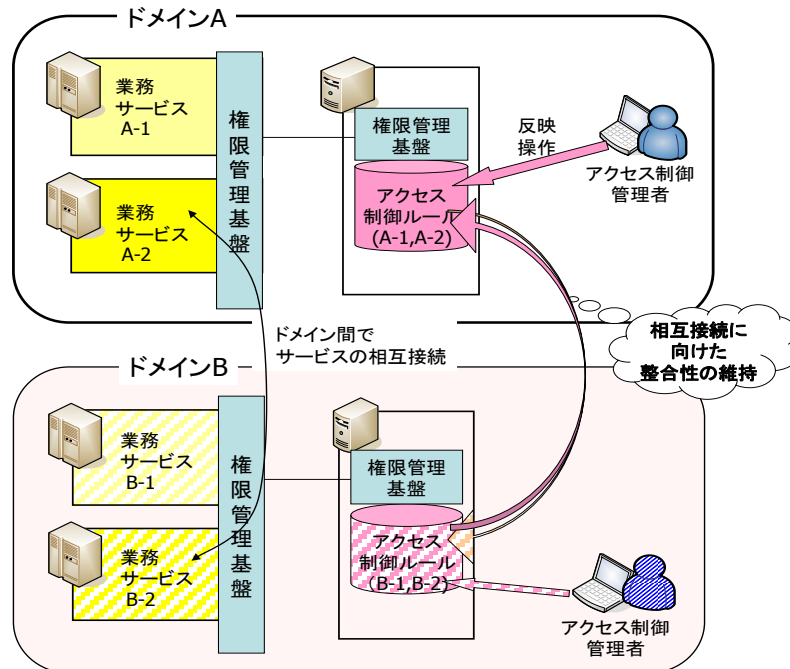 ドメインA
業務
サービス
A-1
業務
サービス
A-2
権限管理基盤
権限管理
基盤
アクセス
制御ルール
(A-1,A-2)
反映
操作
アクセス制御
管理者
ドメイン間で
サービスの相互接続
相互接続に
向けた
整合性の維持
ドメインB
業務
サービス
B-1
業務
サービス
B-2
権限管理基盤
権限管理
基盤
アクセス
制御ルール
(B-1,B-2)
アクセス制御
管理者